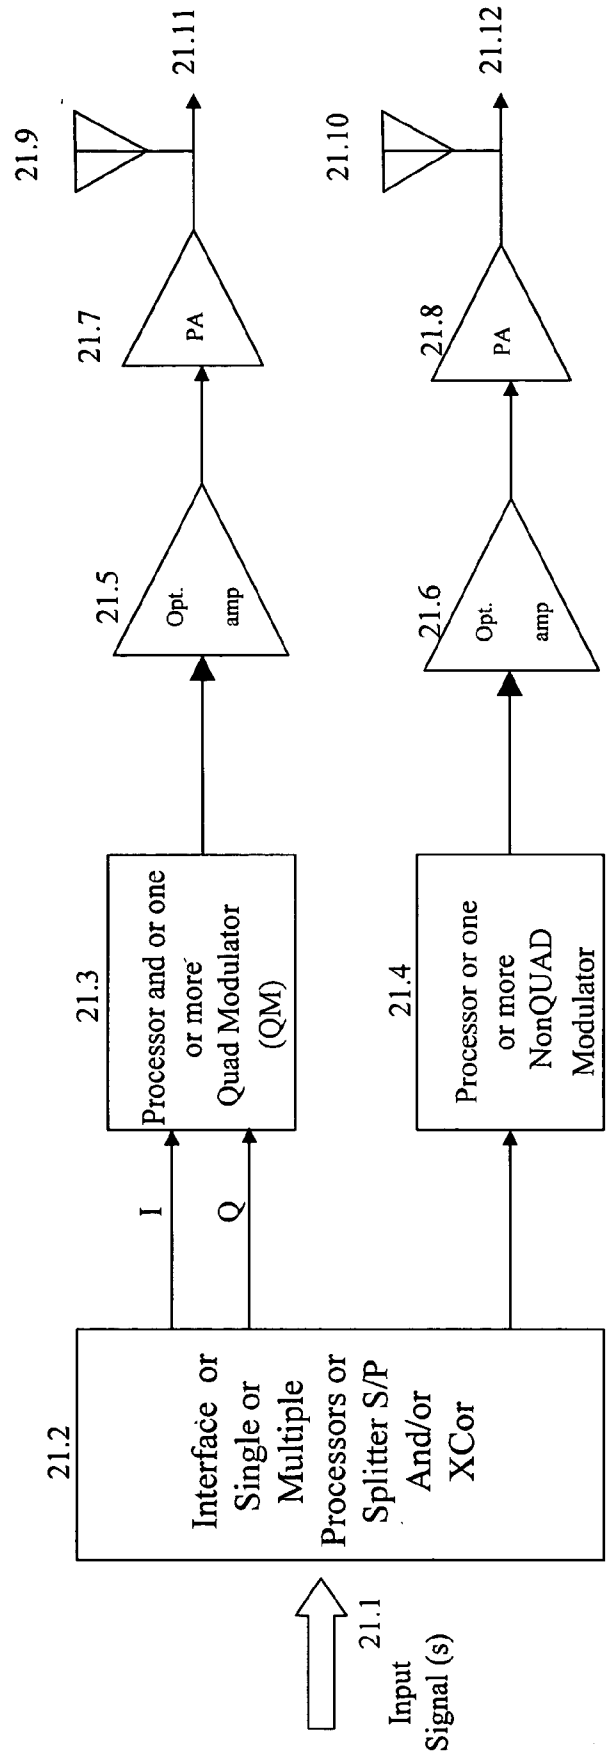 21.1
Input
Signal (s)
21.2
Interface or
Single or
Multiple
Processors or
Splitter S/P
And/or
XCor
I
Q
21.3
Processor and or one
or more
Quad Modulator
(QM)
21.5
Opt.
amp
21.7
PA
21.9
21.11
21.4
Processor or one
or more
NonQUAD
Modulator
21.6
Opt.
amp
21.8
PA
21.10
21.12